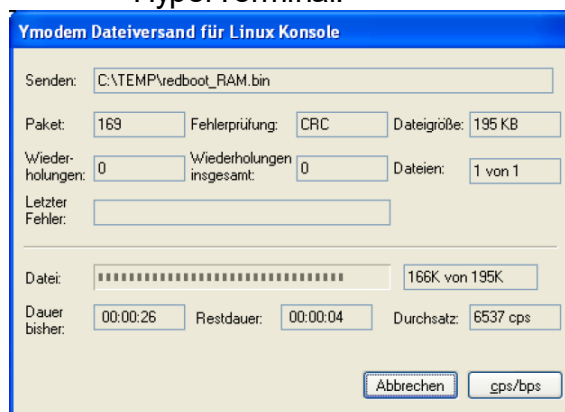 HyperTerminal.
Ymodem Dateiversand für Linux Konsole
Senden: C:\TEMP\redboot_RAM.bin
Paket: 169 Fehlerprüfung: CRC Dateigröße: 195 KB
Wieder-holungen: 0 Wiederholungen insgesamt: 0 Dateien: 1 von 1
Letzter Fehler:
Datei: 166K von 195K
Dauer bisher: 00:00:26 Restdauer: 00:00:04 Durchsatz: 6537 cps
Abbrechen cps/bps